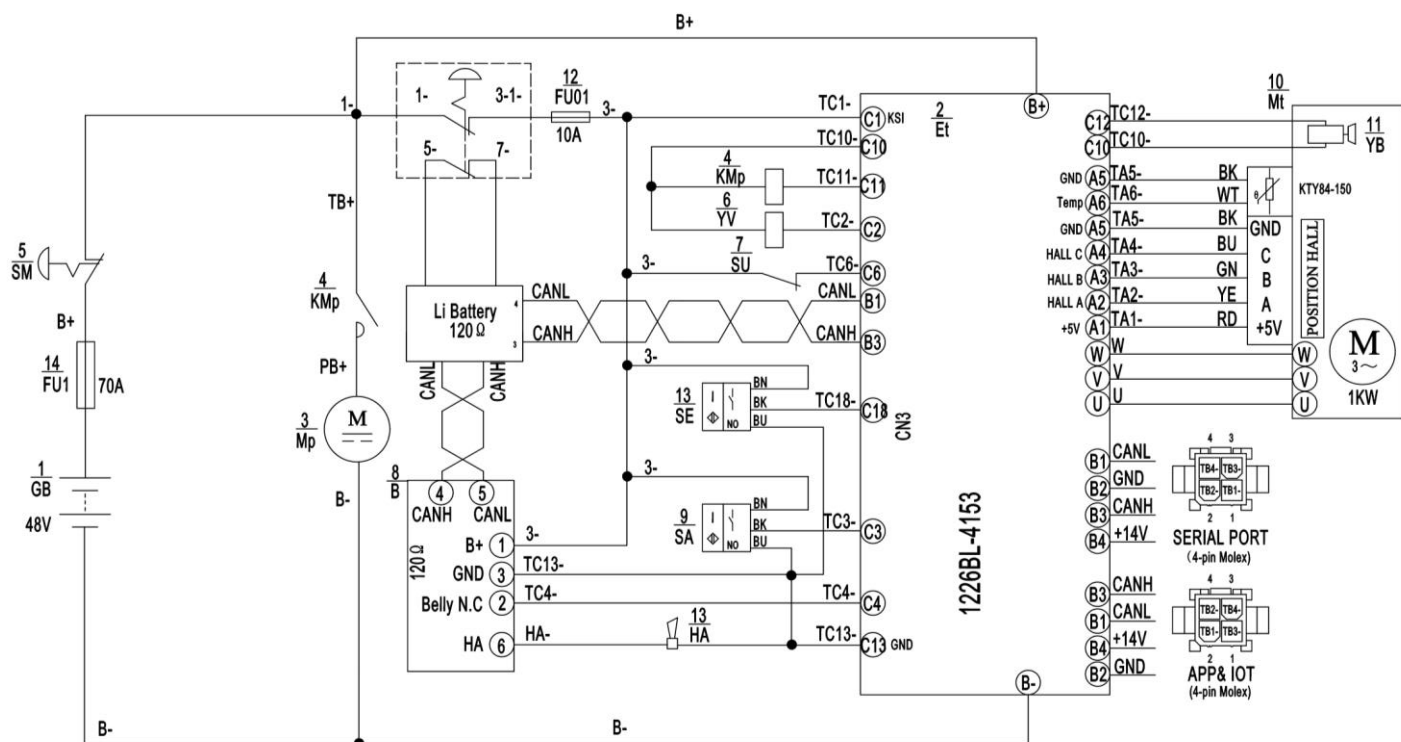 B+
1-
1-
3-1-
12
FU01
10A
3-
5-
7-
TB+
5
SM
B+
14
FU1
70A
1
GB
48V
B-
4
KMp
PB+
3
Mp
M
B-
Li Battery
120Ω
4
3
CANL
CANH
CANL
CANH
8
B
4
5
CANH
CANL
120Ω
B+ 1
GND 3
Belly N.C 2
HA 6
3-
TC13-
TC4-
HA-
13
HA
4
KMp
6
YV
7
SU
3-
3-
13
SE
NO
BN
BK
BU
3-
9
SA
NO
BN
BK
BU
TC1-
TC10-
TC11-
TC2-
TC6-
CANL
CANH
TC18-
TC3-
TC4-
TC13-
C1 KSI
C10
C11
C2
C6
B1
B3
C18
C3
C4
C13 GND
2
Et
CN3
1226BL-4153
B+
B-
B-
C12 TC12-
C10 TC10-
GND A5 TA5- BK
Temp A6 TA6- WT
GND A5 TA5- BK
HALL C A4 TA4- BU
HALL B A3 TA3- GN
HALL A A2 TA2- YE
+5V A1 TA1- RD
W W W
V V V
U U U
10
Mt
11
YB
θ
KTY84-150
GND
C
B
A
+5V
POSITION HALL
M
3~
1KW
B1 CANL
B2 GND
B3 CANH
B4 +14V
4 3
TB4- TB3-
TB2- TB1-
2 1
SERIAL PORT
(4-pin Molex)
B3 CANH
B1 CANL
B4 +14V
B2 GND
4 3
TB2- TB4-
TB1- TB3-
2 1
APP& IOT
(4-pin Molex)